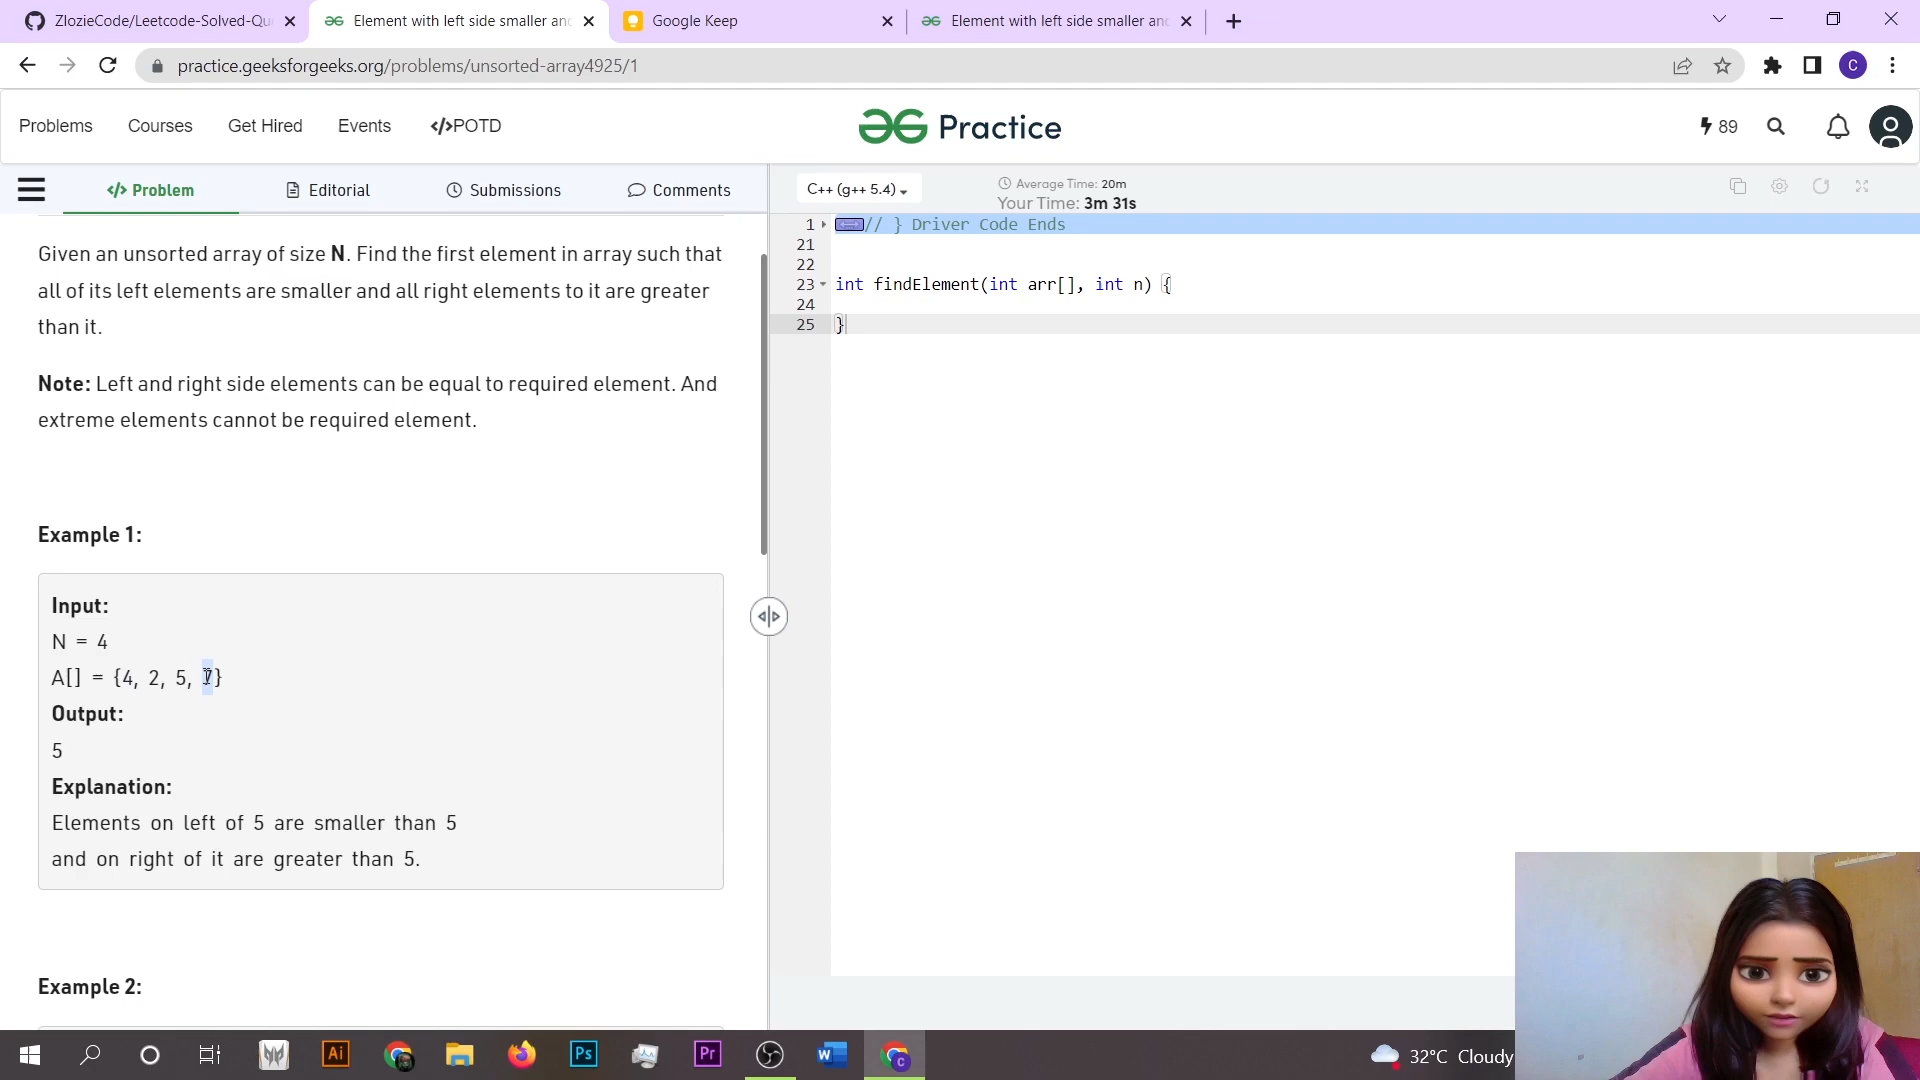 ZlozieCode/Leetcode-Solved-Qu
Element with left side smaller an
Google Keep
Element with left side smaller and
practice.geeksforgeeks.org/problems/unsorted-array4925/1
C
Problems
Courses
Get Hired
Events
</>POTD
Practice
89
</> Problem
Editorial
Submissions
Comments
C++ (g++ 5.4)
Average Time: 20m
Your Time: 3m 31s
Given an unsorted array of size N. Find the first element in array such that
all of its left elements are smaller and all right elements to it are greater
than it.
Note: Left and right side elements can be equal to required element. And
extreme elements cannot be required element.
Example 1:
Input:
N = 4
A[] = {4, 2, 5, 7}
Output:
5
Explanation:
Elements on left of 5 are smaller than 5
and on right of it are greater than 5.
Example 2:
1 // } Driver Code Ends
21
22
23 int findElement(int arr[], int n) {
24
25 }
Ai
Ps
Pr
W
C
32°C Cloudy